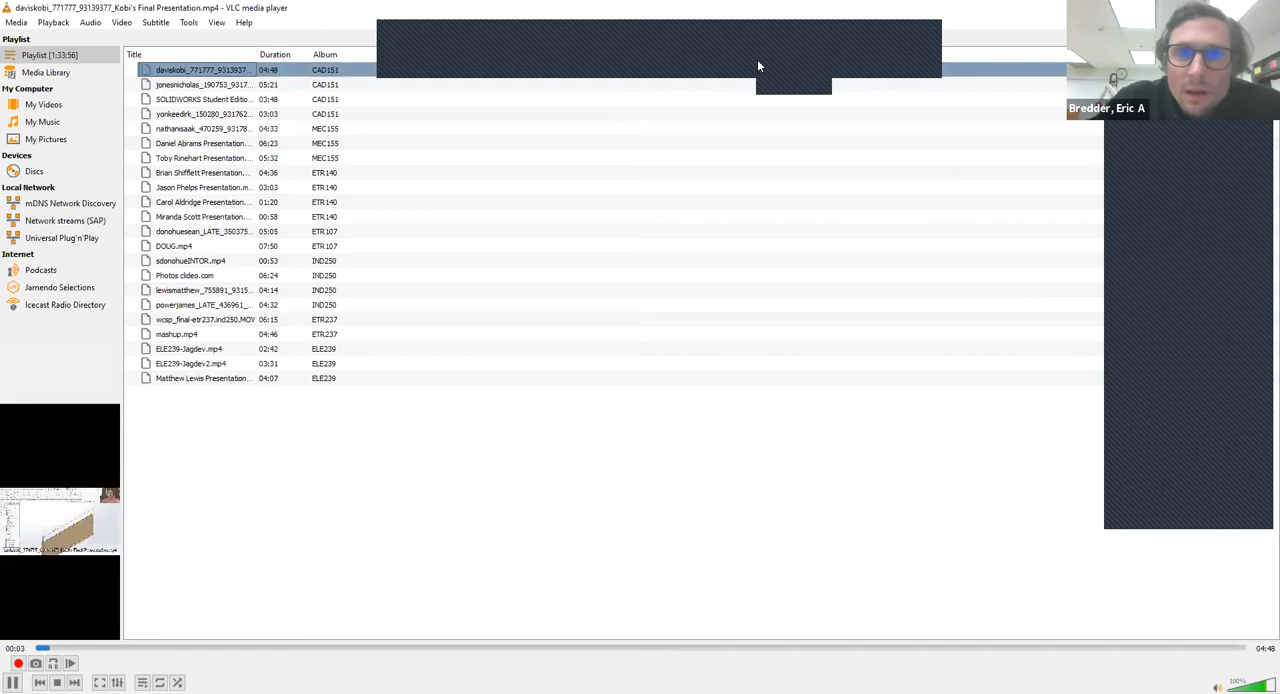 daviskobi_771777_93139377_Kobi's Final Presentation.mp4 - VLC media player
Media Playback Audio Video Subtitle Tools View Help
Playlist
Playlist [1:33:56]
Media Library
My Computer
My Videos
My Music
My Pictures
Devices
Discs
Local Network
mDNS Network Discovery
Network streams (SAP)
Universal Plug'n'Play
Internet
Podcasts
Jamendo Selections
Icecast Radio Directory
Title Duration Album
daviskobi_771777_9313937... 04:48 CAD151
jonesnicholas_190753_9317... 05:21 CAD151
SOLIDWORKS Student Editio... 03:48 CAD151
yonkeedirk_150280_931762... 03:03 CAD151
nathanisaak_470259_93178... 04:33 MEC155
Daniel Abrams Presentation.... 06:23 MEC155
Toby Rinehart Presentation.... 05:32 MEC155
Brian Shifflett Presentation.... 04:36 ETR140
Jason Phelps Presentation.m... 03:03 ETR140
Carol Aldridge Presentation.... 01:20 ETR140
Miranda Scott Presentation.... 00:58 ETR140
donohuesean_LATE_350375... 05:05 ETR107
DOUG.mp4 07:50 ETR107
sdonohueINTOR.mp4 00:53 IND250
Photos clideo.com 06:24 IND250
lewismatthew_755891_9315... 04:14 IND250
powerjames_LATE_436961_... 04:32 IND250
wcsp_final-etr237.ind250.MOV 06:15 ETR237
mashup.mp4 04:46 ETR237
ELE239-Jagdev.mp4 02:42 ELE239
ELE239-Jagdev2.mp4 03:31 ELE239
Matthew Lewis Presentation.... 04:07 ELE239
Bredder, Eric A
00:03 04:48
100%